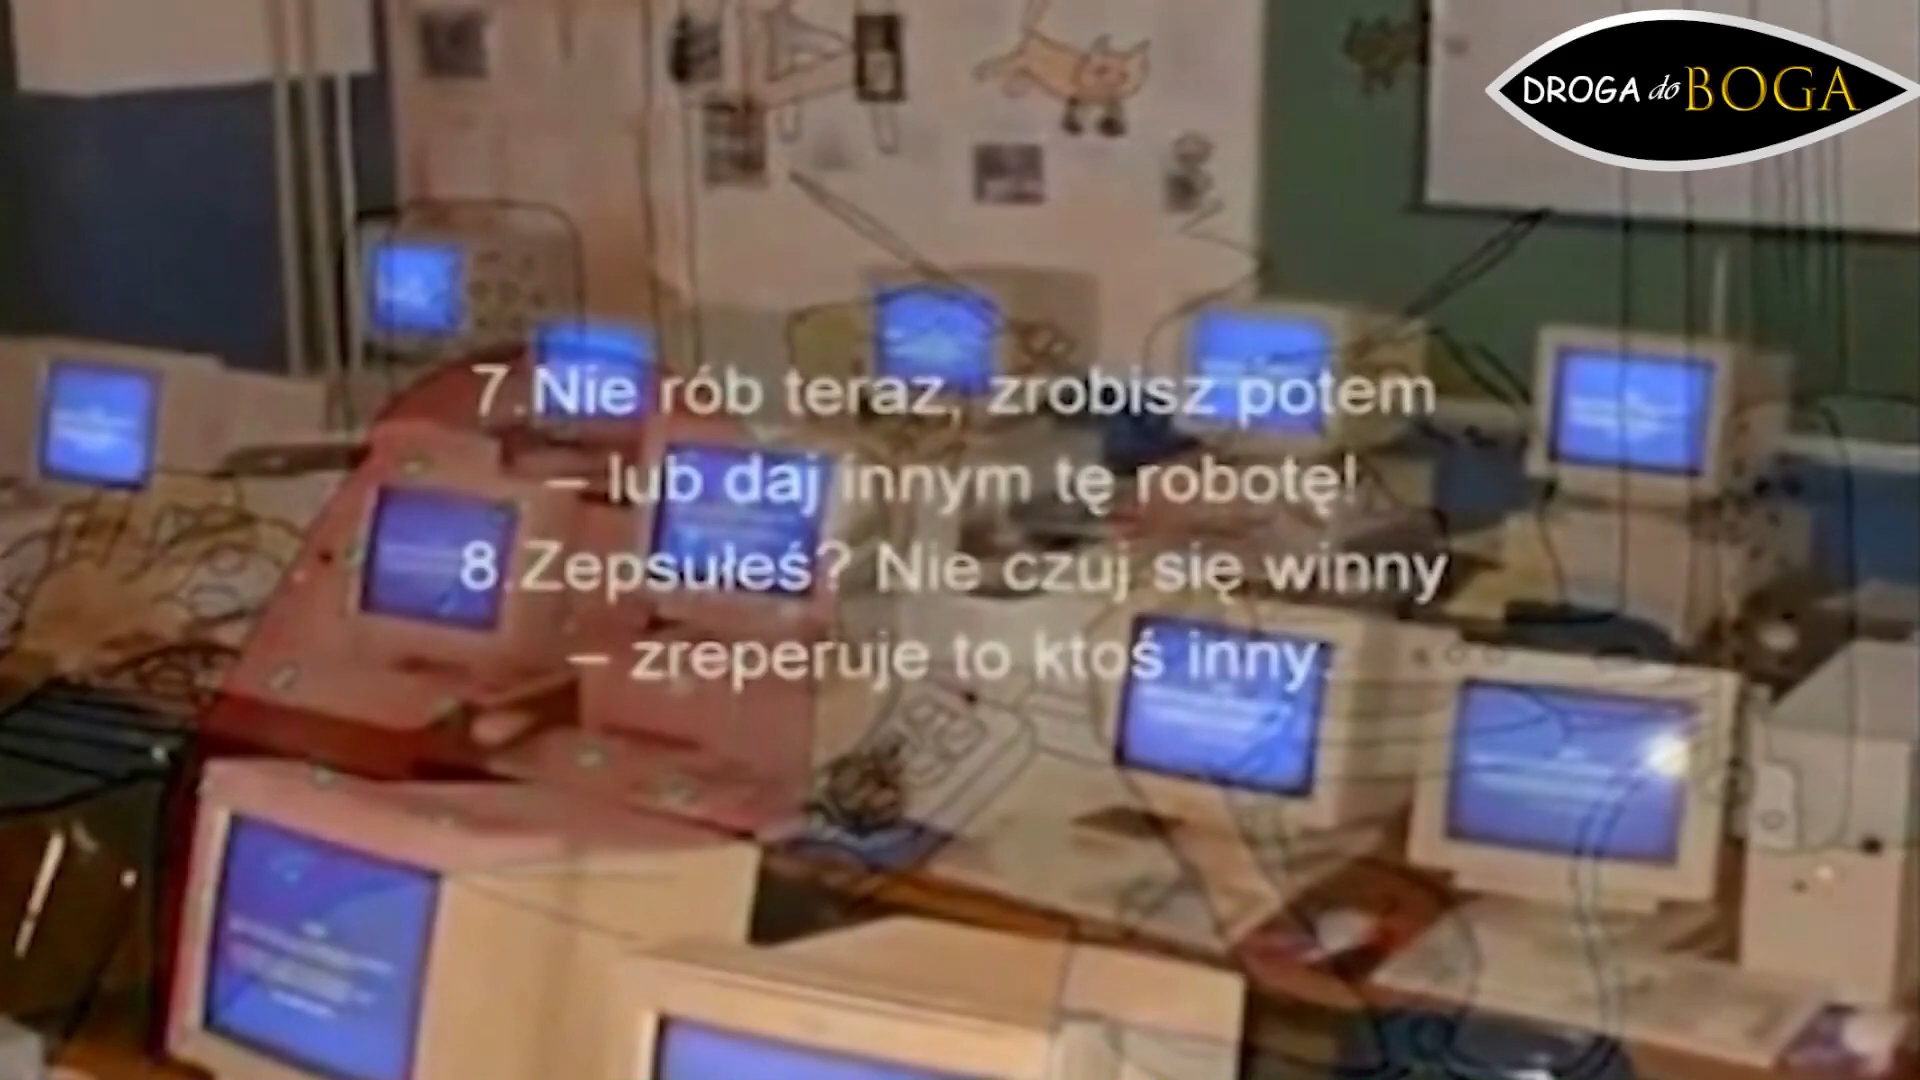 DROGA do BOGA
7.Nie rób teraz, zrobisz potem
– lub daj innym tę robotę!
8.Zepsułeś? Nie czuj się winny
– zreperuje to ktoś inny.